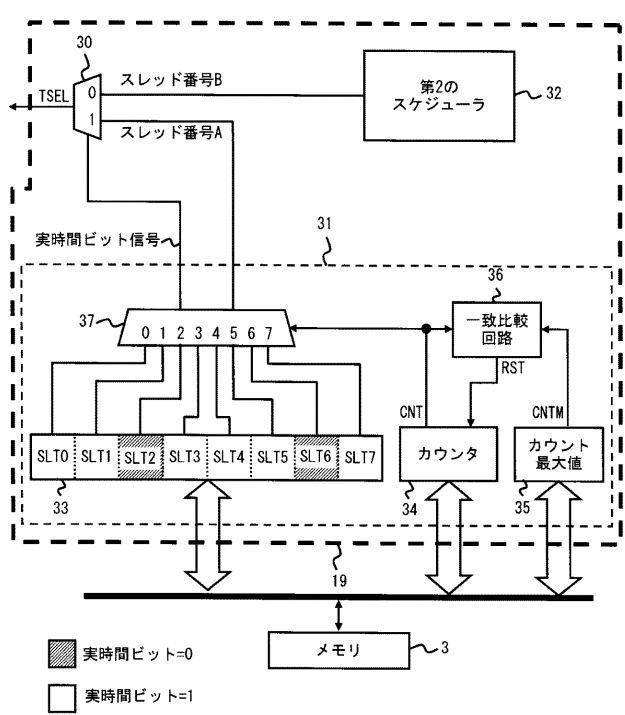 30
TSEL
0
1
スレッド番号B
スレッド番号A
第2の
スケジューラ
32
実時間ビット信号
31
37
0 1 2 3 4 5 6 7
36
一致比較
回路
RST
CNT
CNTM
SLT0 SLT1 SLT2 SLT3 SLT4 SLT5 SLT6 SLT7
33
カウンタ
34
カウント
最大値
35
19
メモリ
3
実時間ビット=0
実時間ビット=1